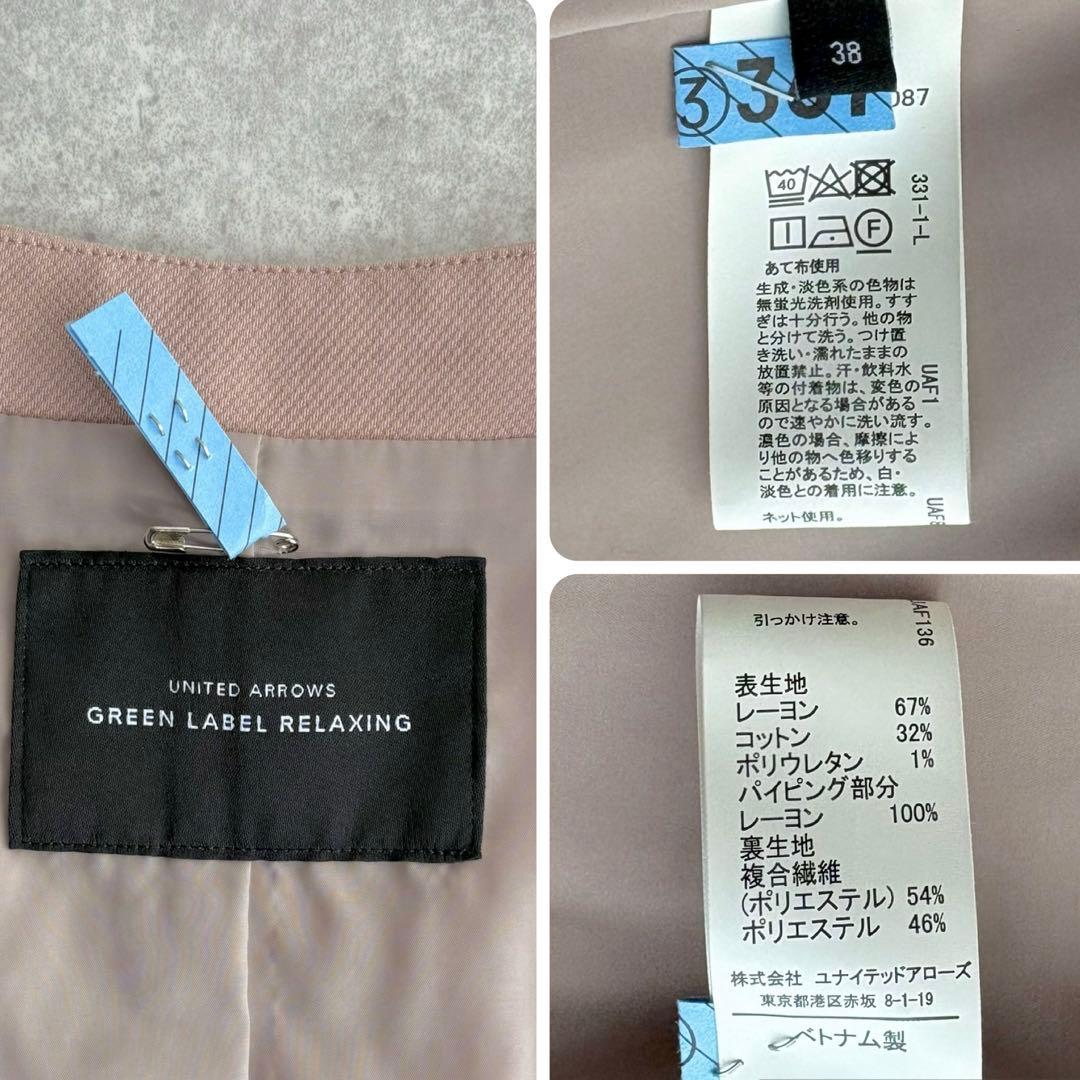 UNITED ARROWS
GREEN LABEL RELAXING
38
③
087
40
331-1-L
あて布使用
生成・淡色系の色物は
無蛍光洗剤使用。すす
ぎは十分行う。他の物
と分けて洗う。つけ置
き洗い・濡れたままの
放置禁止。汗・飲料水
等の付着物は、変色の
原因となる場合がある
ので速やかに洗い流す。
濃色の場合、摩擦によ
り他の物へ色移りする
ことがあるため、白・
淡色との着用に注意。
ネット使用。
UAF1
引っかけ注意。
UAF136
表生地
レーヨン 67%
コットン 32%
ポリウレタン 1%
パイピング部分
レーヨン 100%
裏生地
複合繊維
(ポリエステル) 54%
ポリエステル 46%
株式会社 ユナイテッドアローズ
東京都港区赤坂 8-1-19
ベトナム製